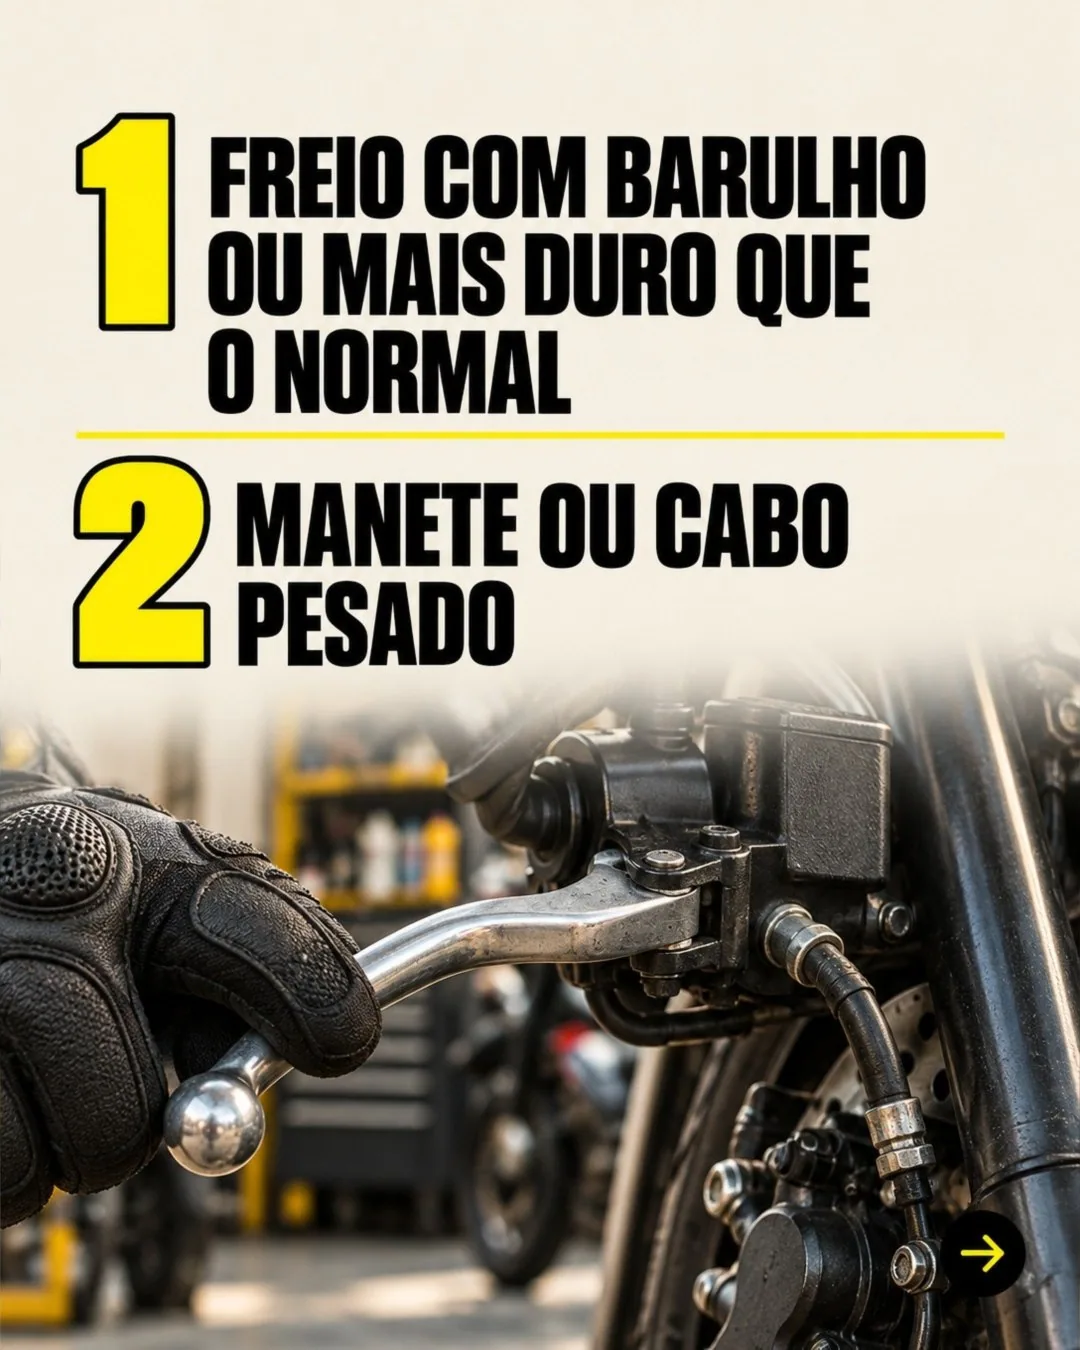 1 FREIO COM BARULHO
OU MAIS DURO QUE
O NORMAL
2 MANETE OU CABO
PESADO